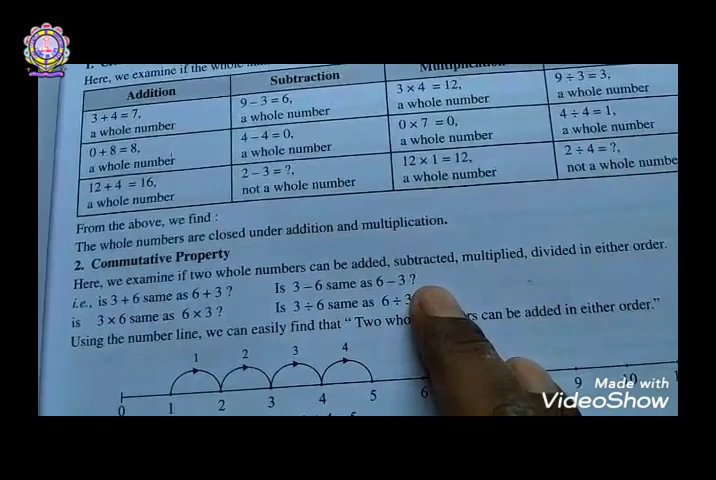 Here, we examine if the whole
Addition Subtraction Multiplication
3 + 4 = 7, 9 – 3 = 6, 3 × 4 = 12, 9 ÷ 3 = 3,
a whole number a whole number a whole number a whole number
0 + 8 = 8, 4 – 4 = 0, 0 × 7 = 0, 4 ÷ 4 = 1,
a whole number a whole number a whole number a whole number
12 + 4 = 16, 2 – 3 = ?, 12 × 1 = 12, 2 ÷ 4 = ?,
a whole number not a whole number a whole number not a whole numbe
From the above, we find :
The whole numbers are closed under addition and multiplication.
2. Commutative Property
Here, we examine if two whole numbers can be added, subtracted, multiplied, divided in either order.
i.e., is 3 + 6 same as 6 + 3 ? Is 3 – 6 same as 6 – 3 ?
is 3 × 6 same as 6 × 3 ? Is 3 ÷ 6 same as 6 ÷ 3
Using the number line, we can easily find that “ Two who rs can be added in either order.”
1 2 3 4
0 1 2 3 4 5 6 9 10
Made with
VideoShow